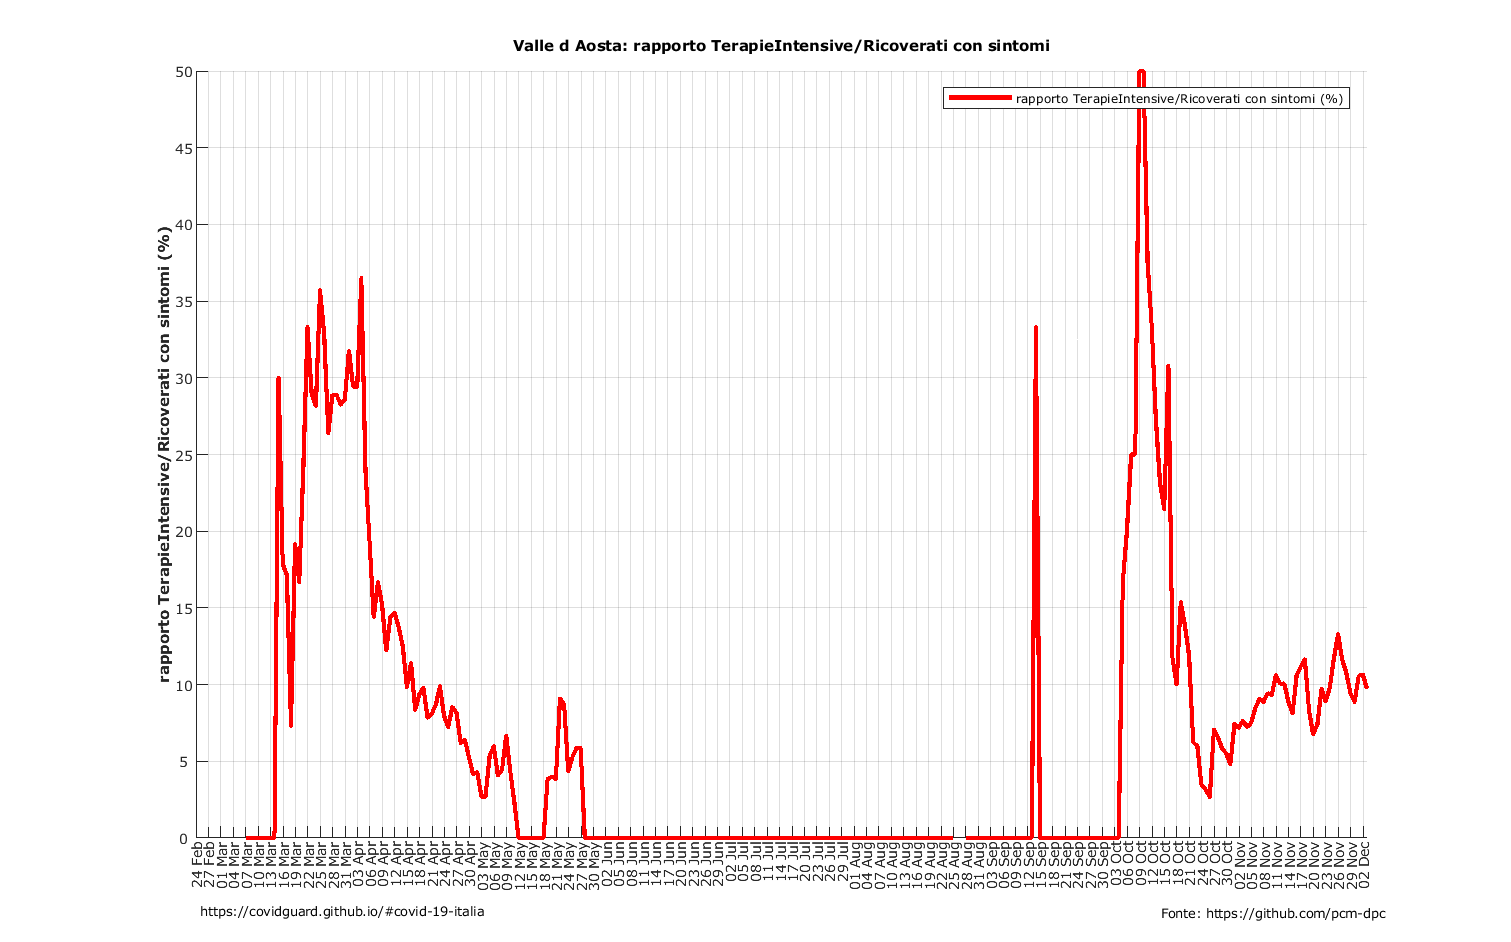 Valle d Aosta: rapporto TerapieIntensive/Ricoverati con sintomi
rapporto TerapieIntensive/Ricoverati con sintomi (%)
rapporto TerapieIntensive/Ricoverati con sintomi (%)
50
45
40
35
30
25
20
15
10
5
0
24 Feb
27 Feb
01 Mar
04 Mar
07 Mar
10 Mar
13 Mar
16 Mar
19 Mar
22 Mar
25 Mar
28 Mar
31 Mar
03 Apr
06 Apr
09 Apr
12 Apr
15 Apr
18 Apr
21 Apr
24 Apr
27 Apr
30 Apr
03 May
06 May
09 May
12 May
15 May
18 May
21 May
24 May
27 May
30 May
02 Jun
05 Jun
08 Jun
11 Jun
14 Jun
17 Jun
20 Jun
23 Jun
26 Jun
29 Jun
02 Jul
05 Jul
08 Jul
11 Jul
14 Jul
17 Jul
20 Jul
23 Jul
26 Jul
29 Jul
01 Aug
04 Aug
07 Aug
10 Aug
13 Aug
16 Aug
19 Aug
22 Aug
25 Aug
28 Aug
31 Aug
03 Sep
06 Sep
09 Sep
12 Sep
15 Sep
18 Sep
21 Sep
24 Sep
27 Sep
30 Sep
03 Oct
06 Oct
09 Oct
12 Oct
15 Oct
18 Oct
21 Oct
24 Oct
27 Oct
30 Oct
02 Nov
05 Nov
08 Nov
11 Nov
14 Nov
17 Nov
20 Nov
23 Nov
26 Nov
29 Nov
02 Dec
https://covidguard.github.io/#covid-19-italia
Fonte: https://github.com/pcm-dpc